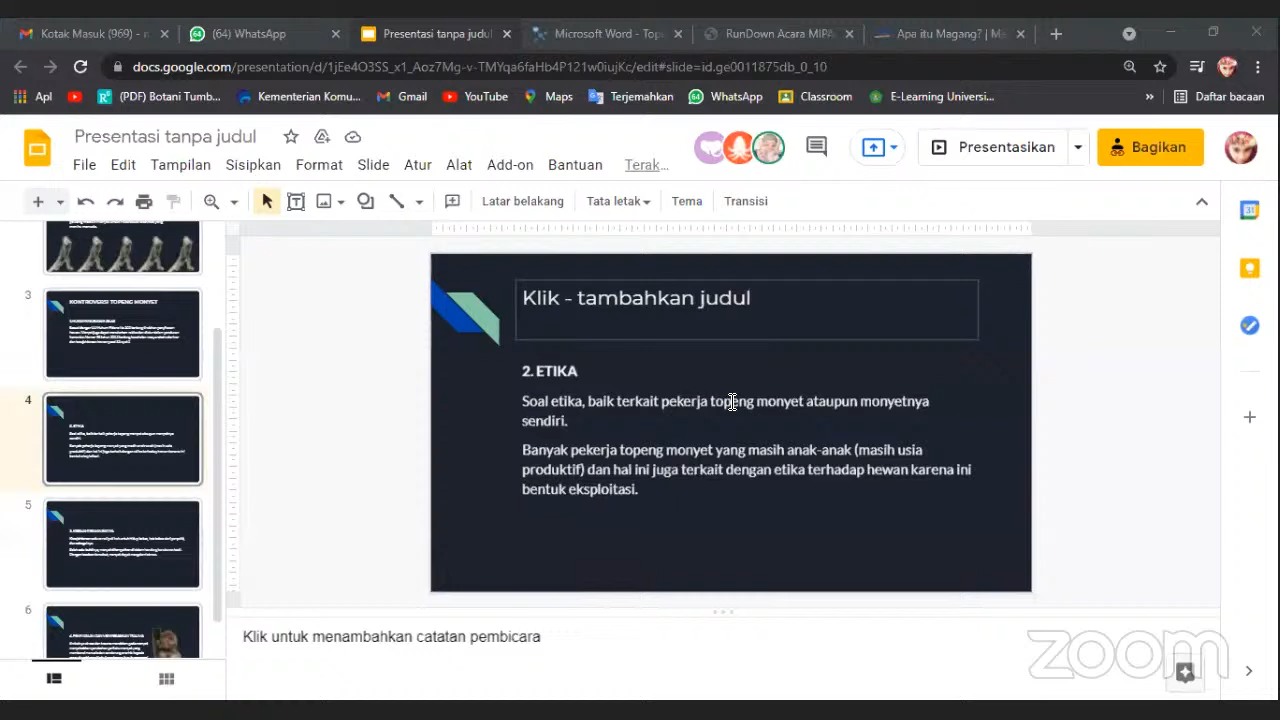 Kotak Masuk (969) - n
(64) WhatsApp
Presentasi tanpa judul
Microsoft Word - Top
RunDown Acara MIPA
Apa itu Magang? | M
docs.google.com/presentation/d/1jEe4O3SS_x1_Aoz7Mg-v-TMYqa6faHb4P121w0iujKc/edit#slide=id.ge0011875db_0_10
Apl
(PDF) Botani Tumb...
Kementerian Komu...
Gmail
YouTube
Maps
Terjemahkan
WhatsApp
Classroom
E-Learning Universi...
»
Daftar bacaan
Presentasi tanpa judul
File Edit Tampilan Sisipkan Format Slide Atur Alat Add-on Bantuan Terak...
Presentasikan
Bagikan
Latar belakang
Tata letak
Tema
Transisi
3
KONTROVERSI TOPENG MONYET
4
2. ETIKA
5
6
Klik - tambahkan judul
2. ETIKA
Soal etika, baik terkait pekerja topeng monyet ataupun monyetnya
sendiri.
Banyak pekerja topeng monyet yang masih anak-anak (masih usia
produktif) dan hal ini juga terkait dengan etika terhadap hewan karena ini
bentuk eksploitasi.
Klik untuk menambahkan catatan pembicara
zoom
31